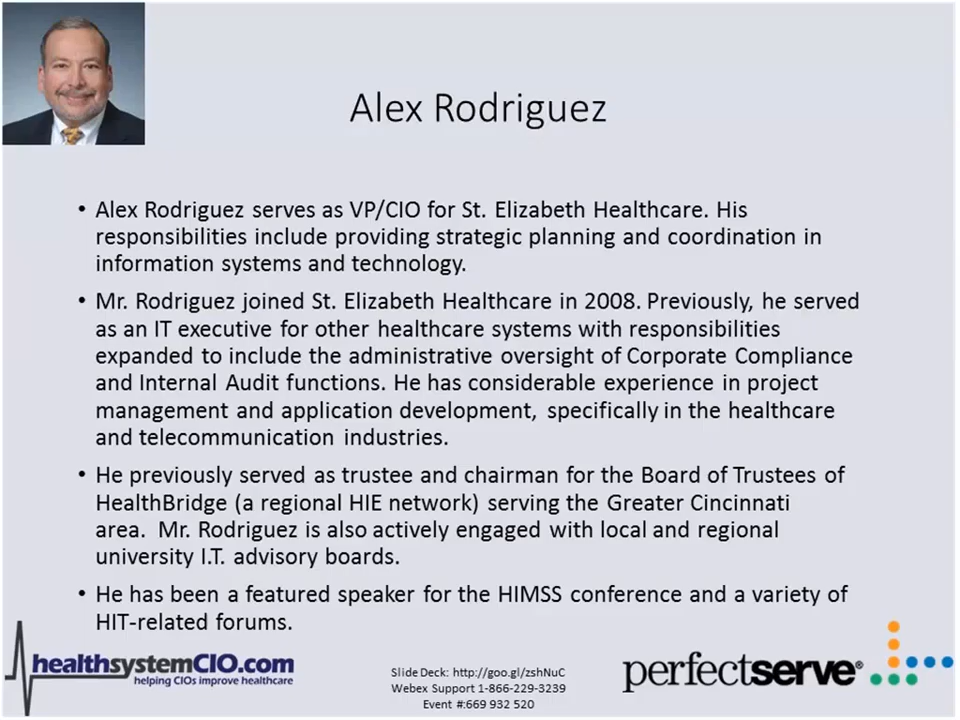 Alex Rodriguez
• Alex Rodriguez serves as VP/CIO for St. Elizabeth Healthcare. His
responsibilities include providing strategic planning and coordination in
information systems and technology.
• Mr. Rodriguez joined St. Elizabeth Healthcare in 2008. Previously, he served
as an IT executive for other healthcare systems with responsibilities
expanded to include the administrative oversight of Corporate Compliance
and Internal Audit functions. He has considerable experience in project
management and application development, specifically in the healthcare
and telecommunication industries.
• He previously served as trustee and chairman for the Board of Trustees of
HealthBridge (a regional HIE network) serving the Greater Cincinnati
area. Mr. Rodriguez is also actively engaged with local and regional
university I.T. advisory boards.
• He has been a featured speaker for the HIMSS conference and a variety of
HIT-related forums.
healthsystemCIO.com
helping CIOs improve healthcare
Slide Deck: http://goo.gl/zshNuC
Webex Support 1-866-229-3239
Event #:669 932 520
perfectserve®